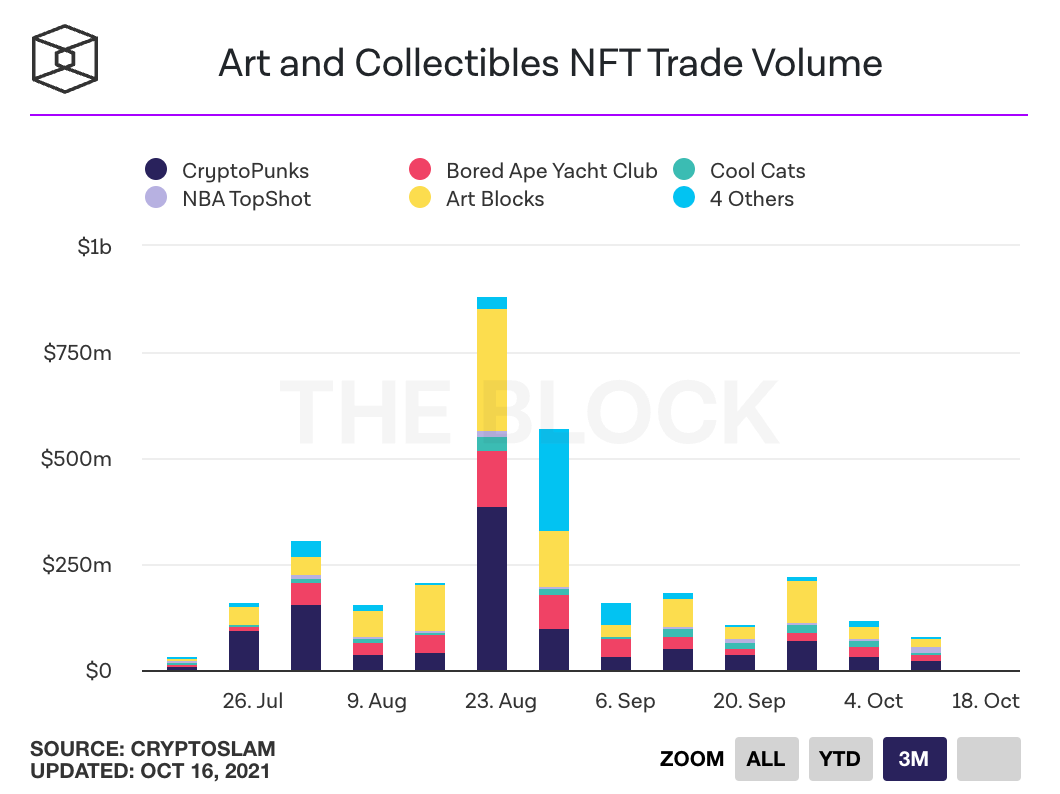 Art and Collectibles NFT Trade Volume
CryptoPunks
Bored Ape Yacht Club
Cool Cats
NBA TopShot
Art Blocks
4 Others
$1b
$750m
$500m
$250m
$0
THE BLOCK
26. Jul
9. Aug
23. Aug
6. Sep
20. Sep
4. Oct
18. Oct
SOURCE: CRYPTOSLAM
UPDATED: OCT 16, 2021
ZOOM ALL YTD 3M